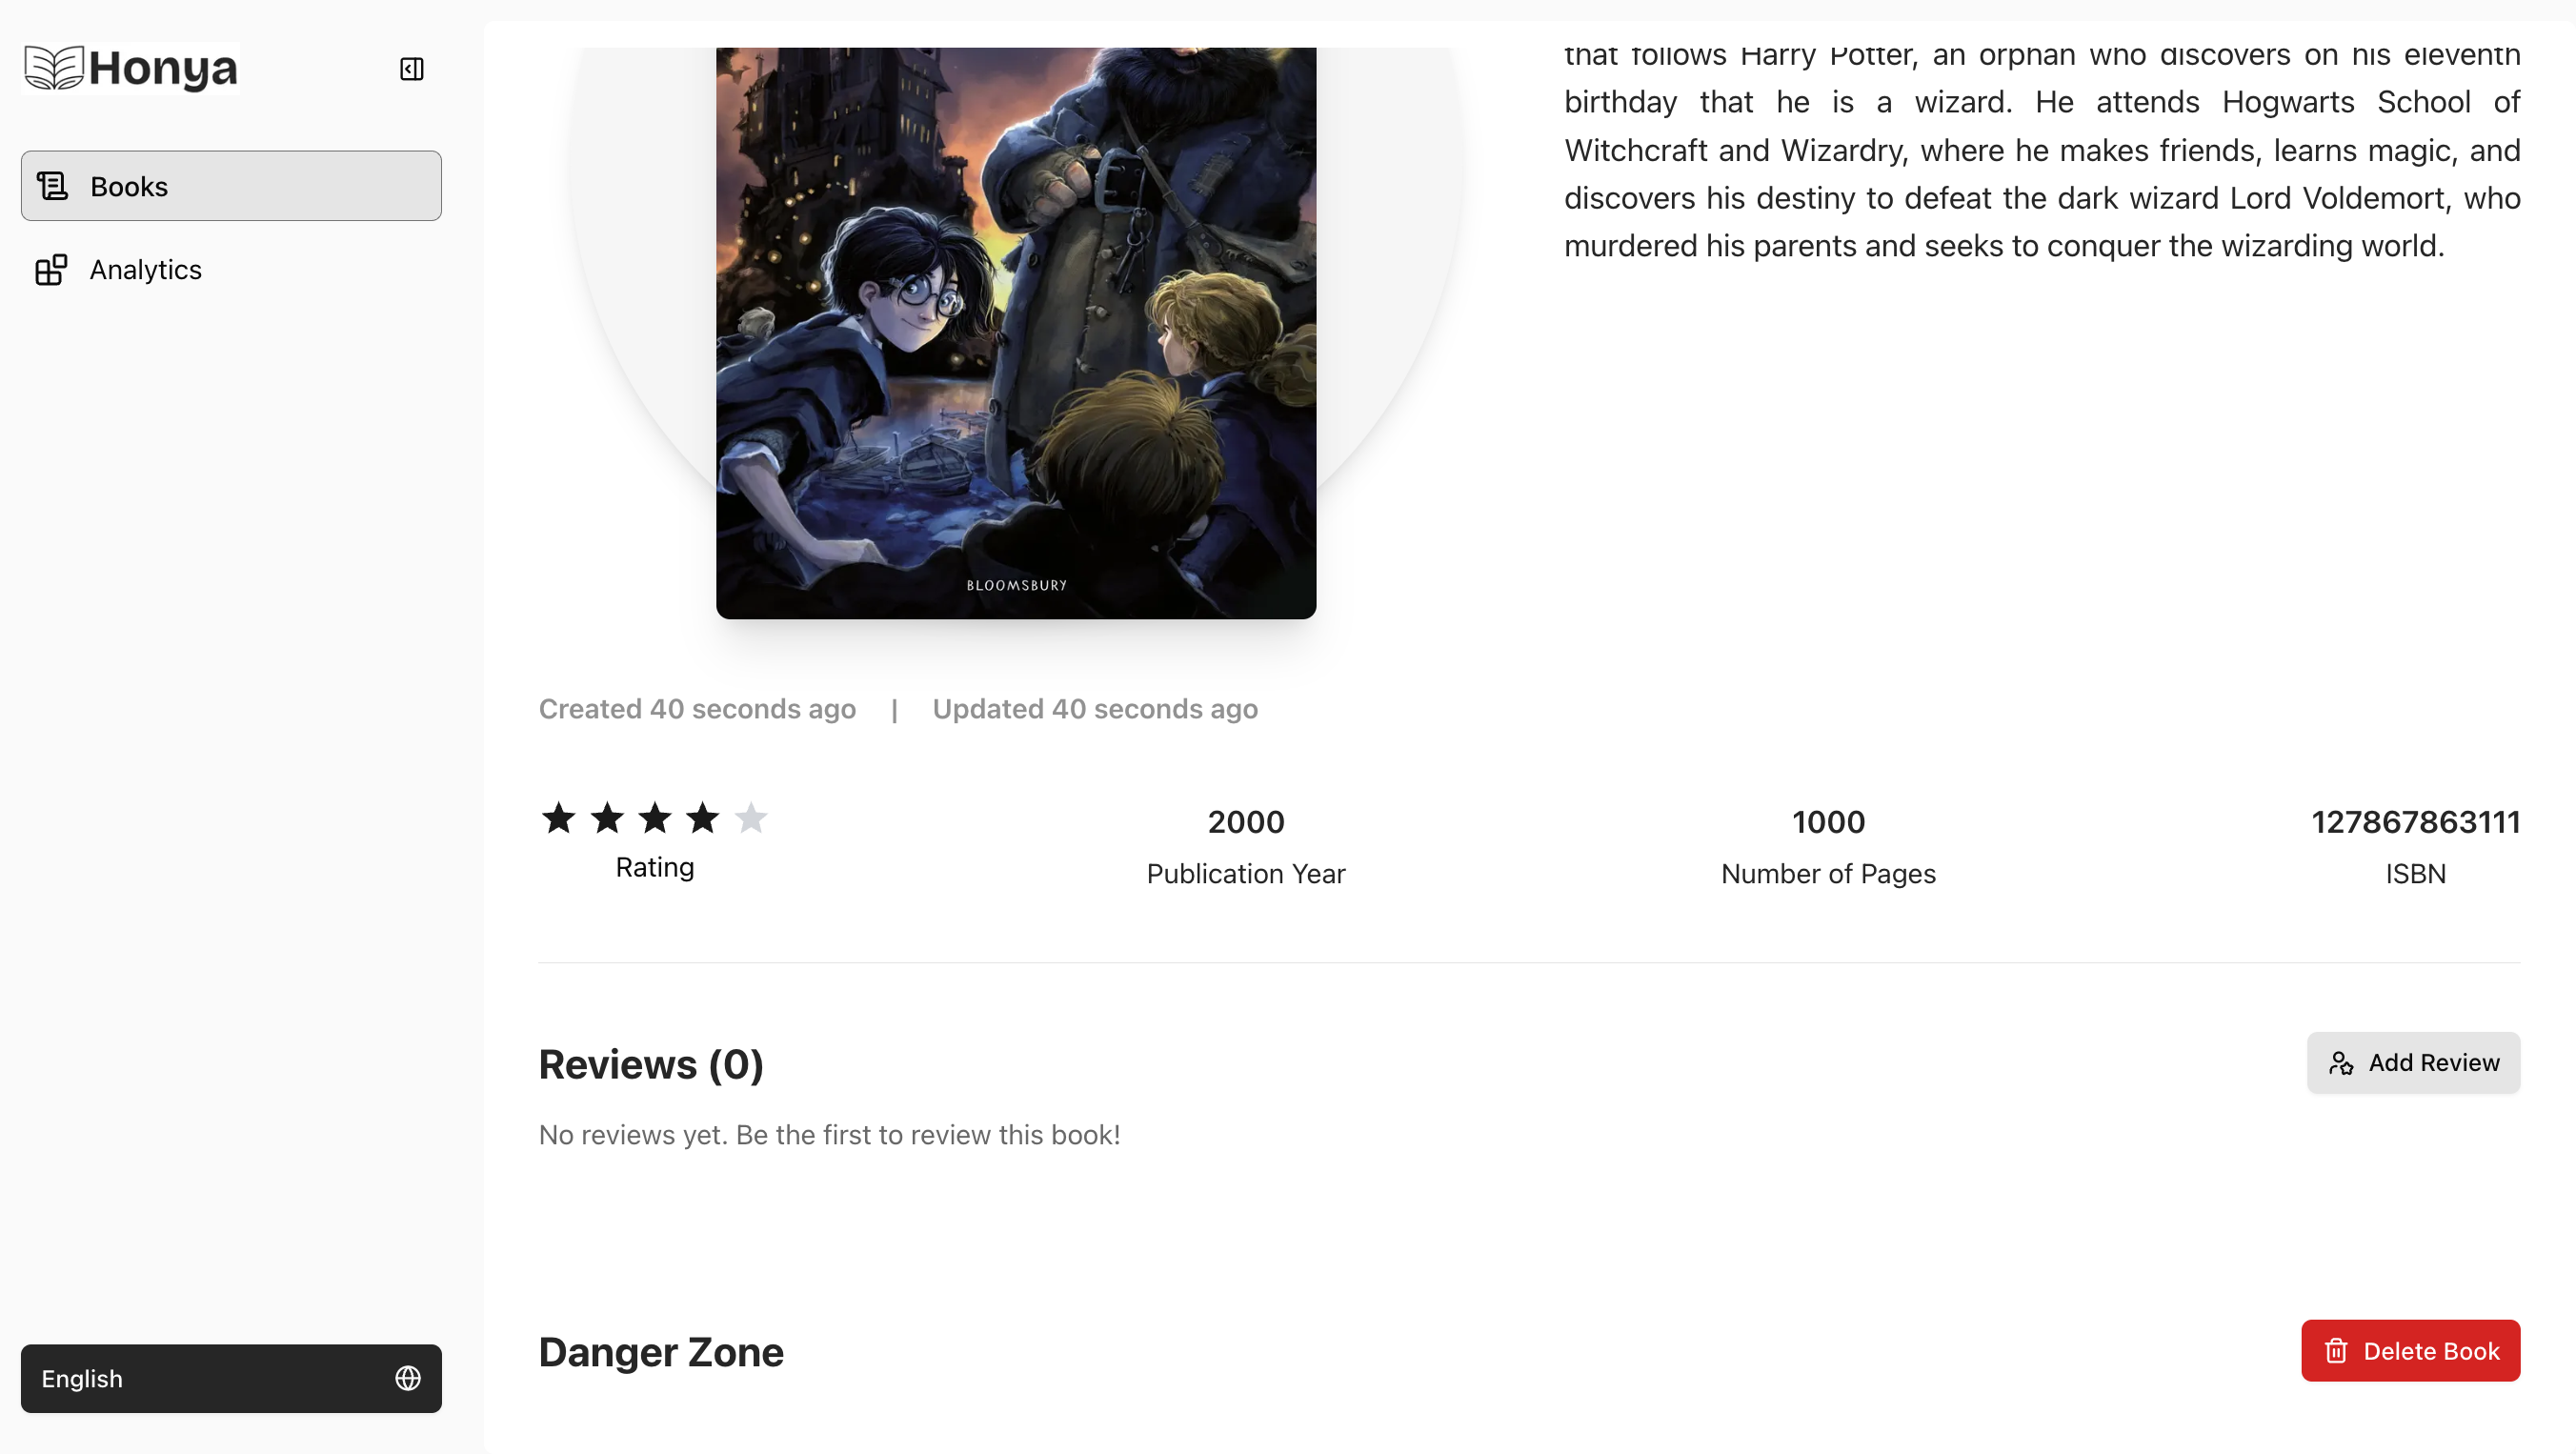 Honya
Books
Analytics
English
that follows Harry Potter, an orphan who discovers on his eleventh
birthday that he is a wizard. He attends Hogwarts School of
Witchcraft and Wizardry, where he makes friends, learns magic, and
discovers his destiny to defeat the dark wizard Lord Voldemort, who
murdered his parents and seeks to conquer the wizarding world.
BLOOMSBURY
Created 40 seconds ago | Updated 40 seconds ago
Rating
2000
Publication Year
1000
Number of Pages
127867863111
ISBN
Reviews (0)
Add Review
No reviews yet. Be the first to review this book!
Danger Zone
Delete Book